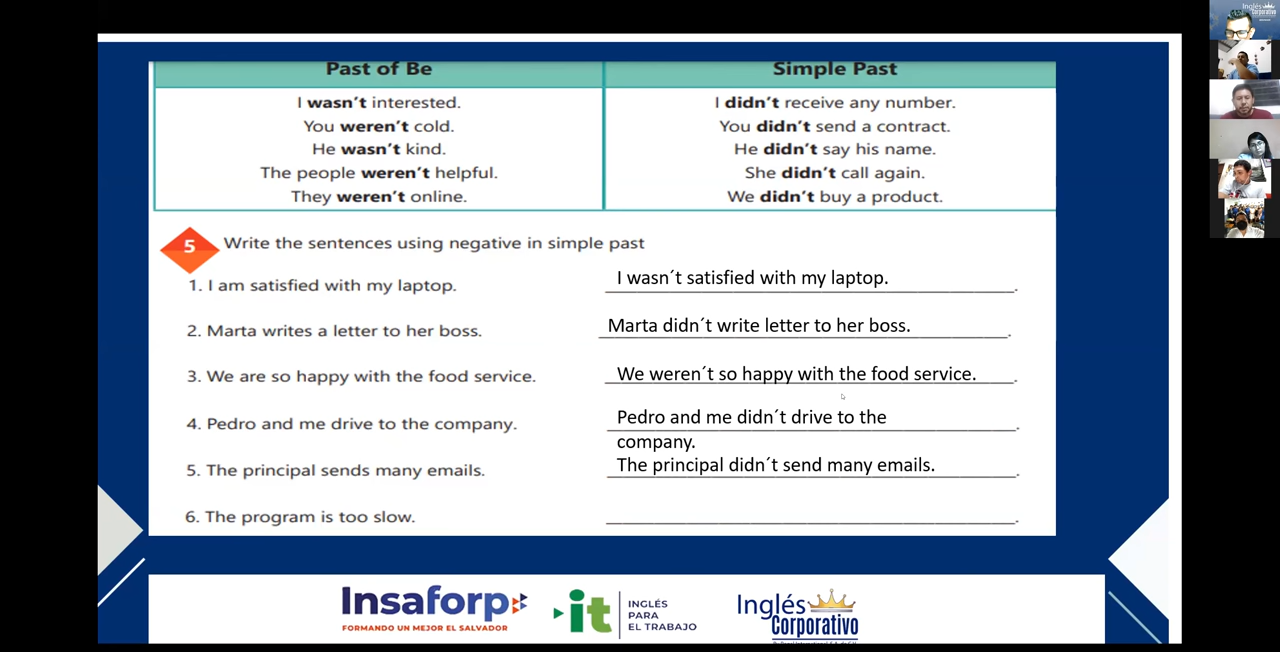 Past of Be
Simple Past
I wasn't interested.
I didn't receive any number.
You weren't cold.
You didn't send a contract.
He wasn't kind.
He didn't say his name.
The people weren't helpful.
She didn't call again.
They weren't online.
We didn't buy a product.
5 Write the sentences using negative in simple past
1. I am satisfied with my laptop.
I wasn´t satisfied with my laptop.
2. Marta writes a letter to her boss.
Marta didn´t write letter to her boss.
3. We are so happy with the food service.
We weren´t so happy with the food service.
4. Pedro and me drive to the company.
Pedro and me didn´t drive to the
company.
5. The principal sends many emails.
The principal didn´t send many emails.
6. The program is too slow.
Insaforp
FORMANDO UN MEJOR EL SALVADOR
it
INGLÉS
PARA
EL TRABAJO
Inglés
Corporativo
Inglés
Corporativo